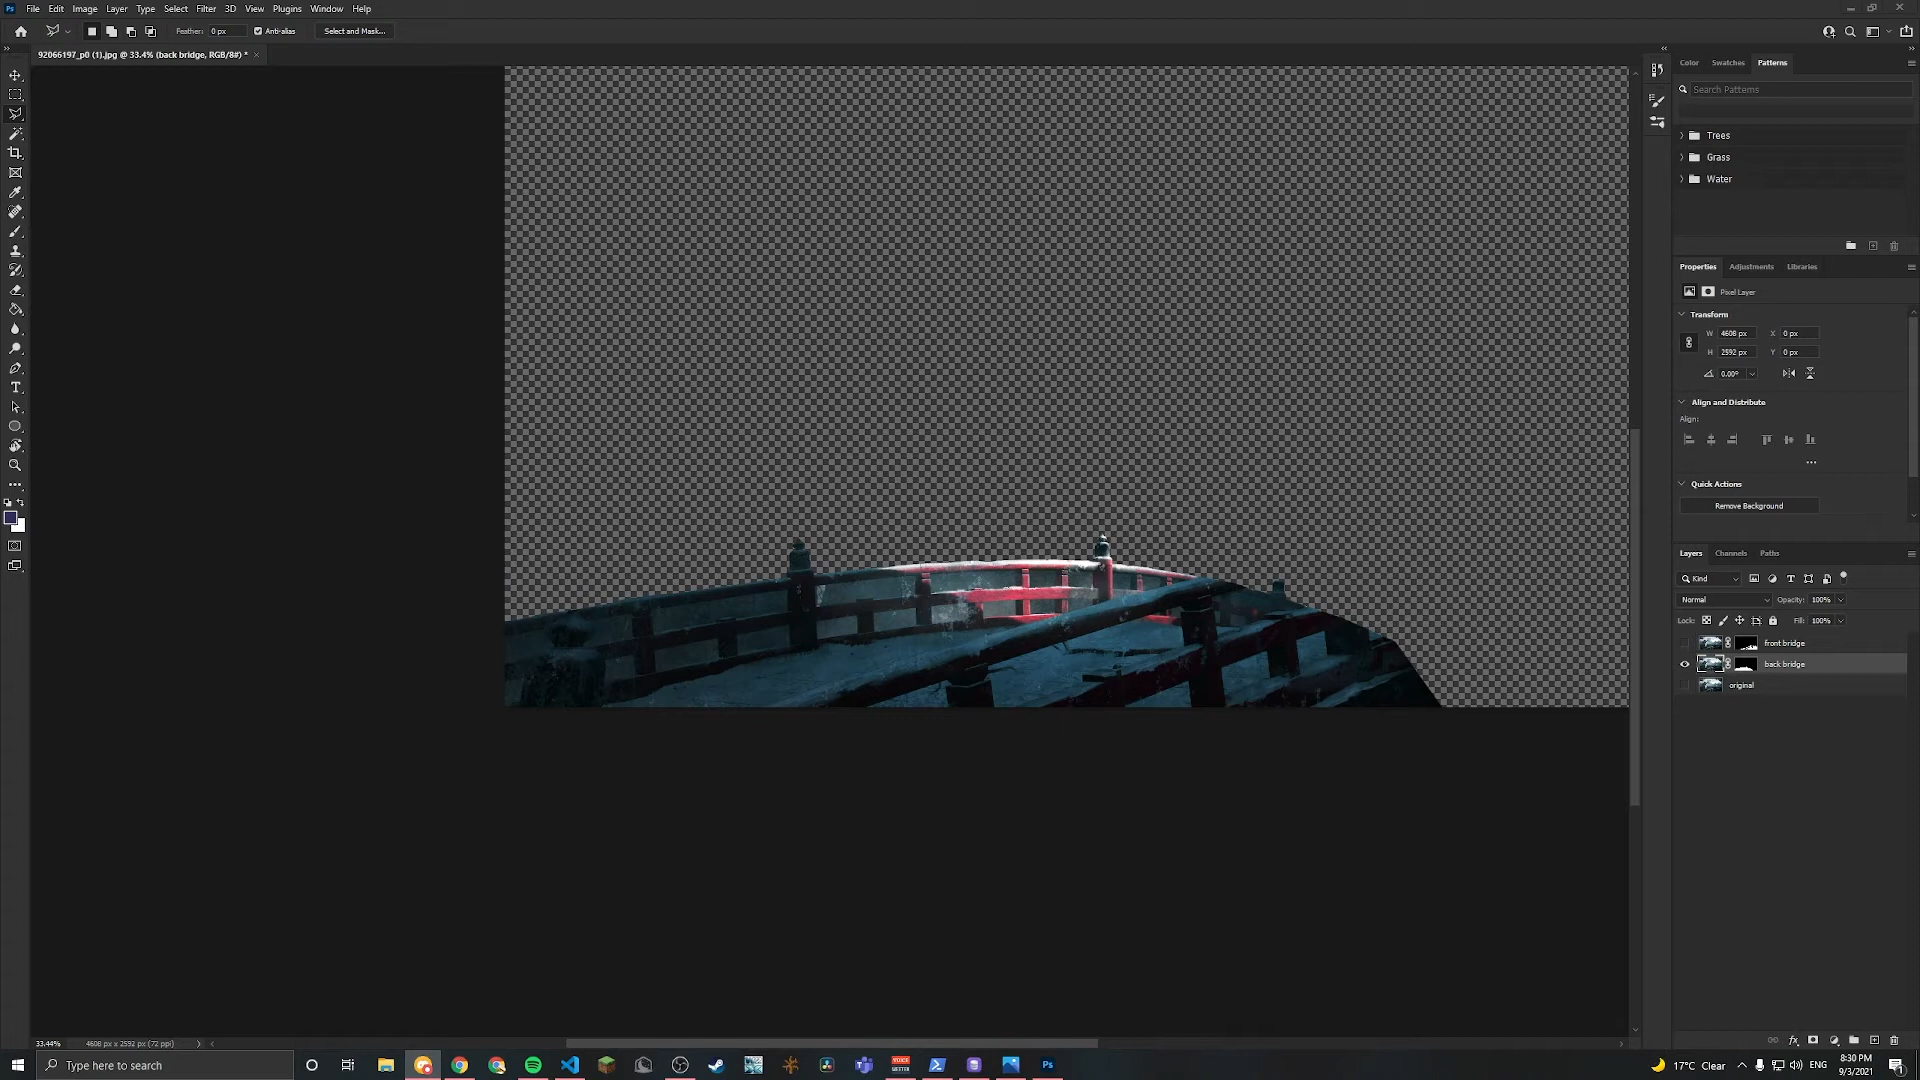 Ps File Edit Image Layer Type Select Filter 3D View Plugins Window Help
Feather: 0 px Anti-alias Select and Mask...
92066197_p0 (1).jpg @ 33.4% (back bridge, RGB/8#) *
Color Swatches Patterns
Search Patterns
Trees
Grass
Water
Properties Adjustments Libraries
Pixel Layer
Transform
W 4608 px X 0 px
H 2592 px Y 0 px
0.00°
Align and Distribute
Align:
Quick Actions
Remove Background
Layers Channels Paths
Kind
Normal Opacity: 100%
Lock: Fill: 100%
front bridge
back bridge
original
33.44% 4608 px x 2592 px (72 ppi)
Type here to search
VOICE
Ps
17°C Clear
ENG
8:30 PM
9/3/2021